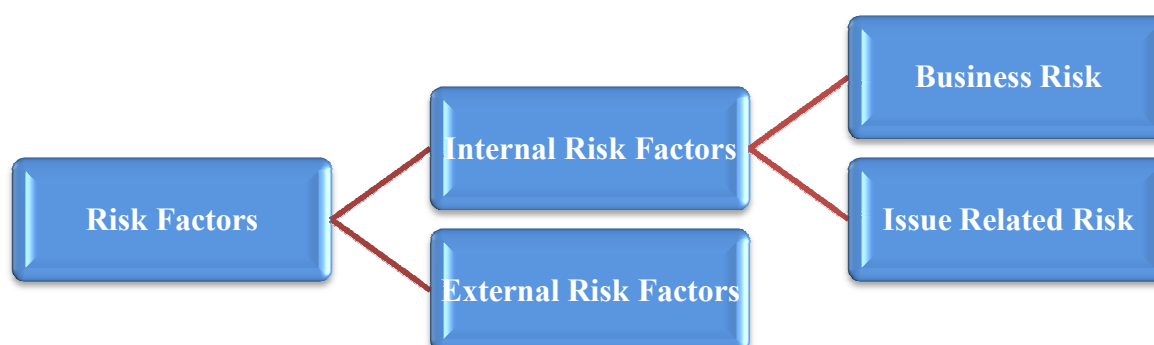 Risk Factors
Internal Risk Factors
External Risk Factors
Business Risk
Issue Related Risk